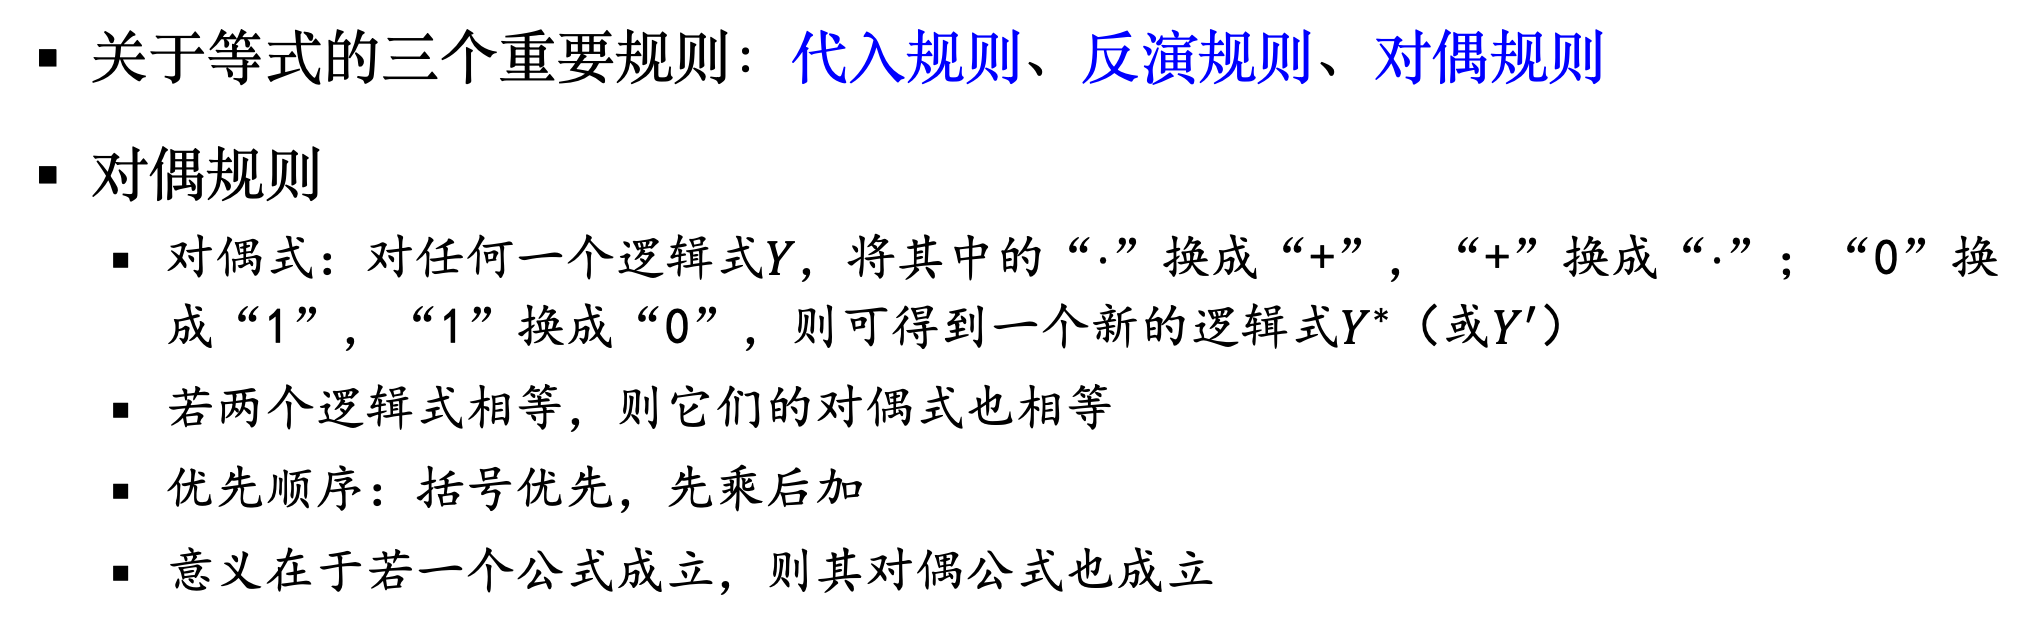 ▪ 关于等式的三个重要规则：代入规则、反演规则、对偶规则
▪ 对偶规则
▪ 对偶式：对任何一个逻辑式Y，将其中的“·”换成“+”，“+”换成“·”；“0”换
成“1”，“1”换成“0”，则可得到一个新的逻辑式Y*（或Y′）
▪ 若两个逻辑式相等，则它们的对偶式也相等
▪ 优先顺序：括号优先，先乘后加
▪ 意义在于若一个公式成立，则其对偶公式也成立